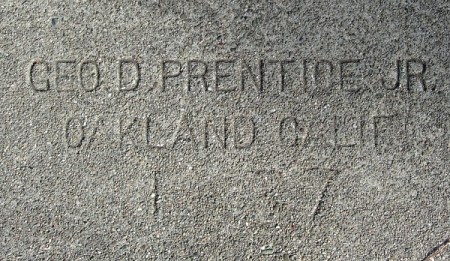 GEO. D. PRENTICE, JR.
OAKLAND CALIF